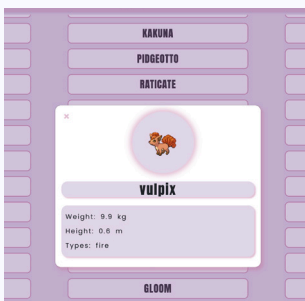 KAKUNA
PIDGEOTTO
RATICATE
×
vulpix
Weight: 9.9 kg
Height: 0.6 m
Types: fire
GLOOM